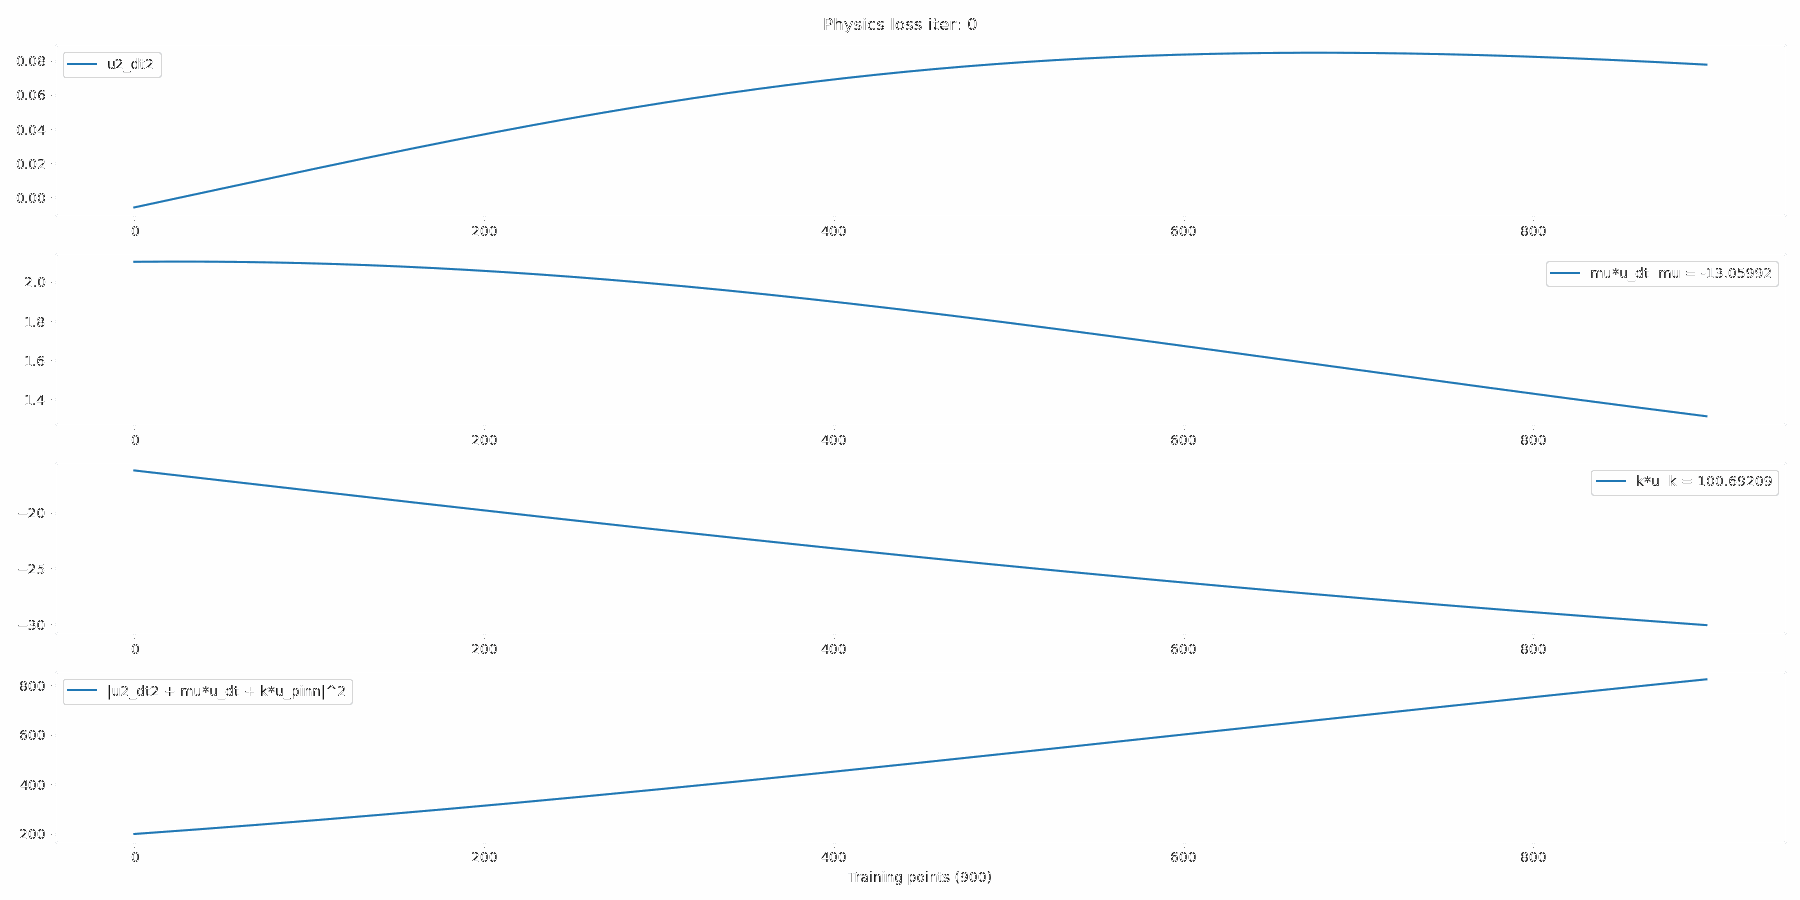 Physics loss iter: 0
u2_dt2
0.08
0.06
0.04
0.02
0.00
0 200 400 600 800
mu*u_dt mu = -13.05992
2.0
1.8
1.6
1.4
0 200 400 600 800
k*u k = 100.69209
−20
−25
−30
0 200 400 600 800
|u2_dt2 + mu*u_dt + k*u_pinn|^2
800
600
400
200
0 200 400 600 800
Training points (900)